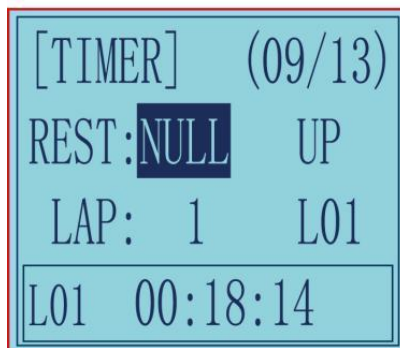 [TIMER] (09/13)
REST:NULL UP
LAP: 1 L01
L01 00:18:14